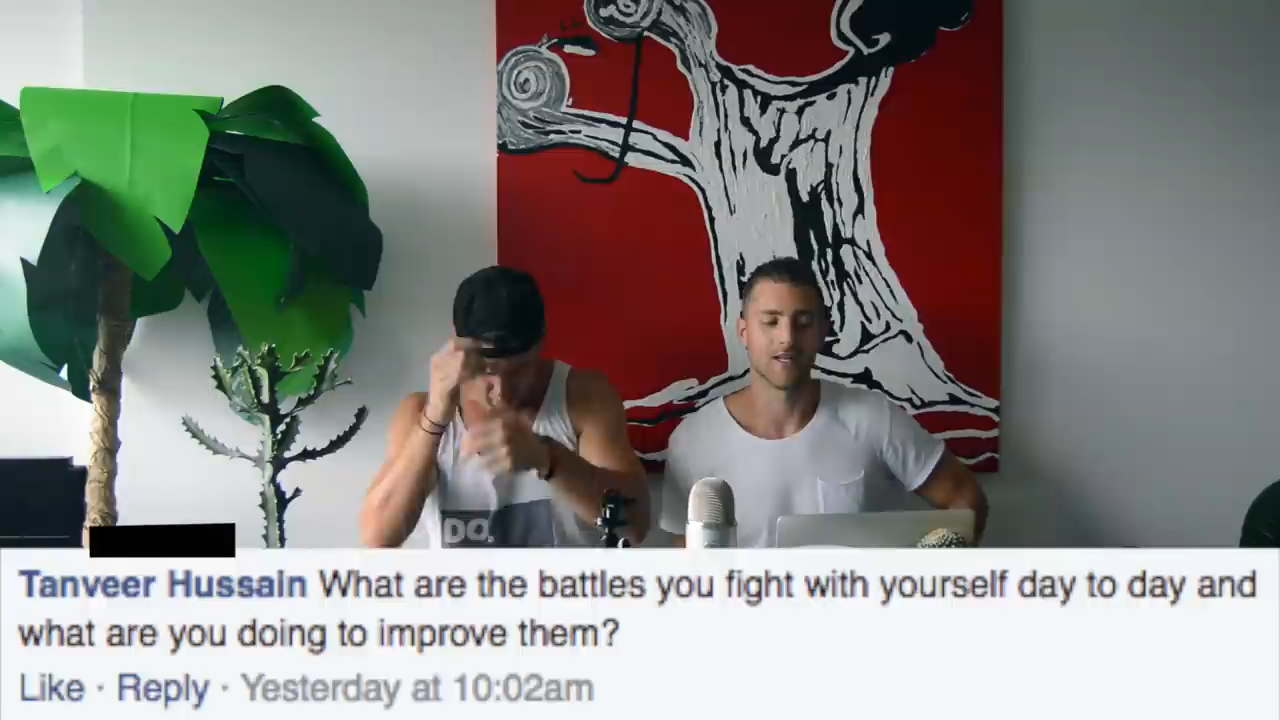 DO.
Tanveer Hussain What are the battles you fight with yourself day to day and
what are you doing to improve them?
Like · Reply · Yesterday at 10:02am